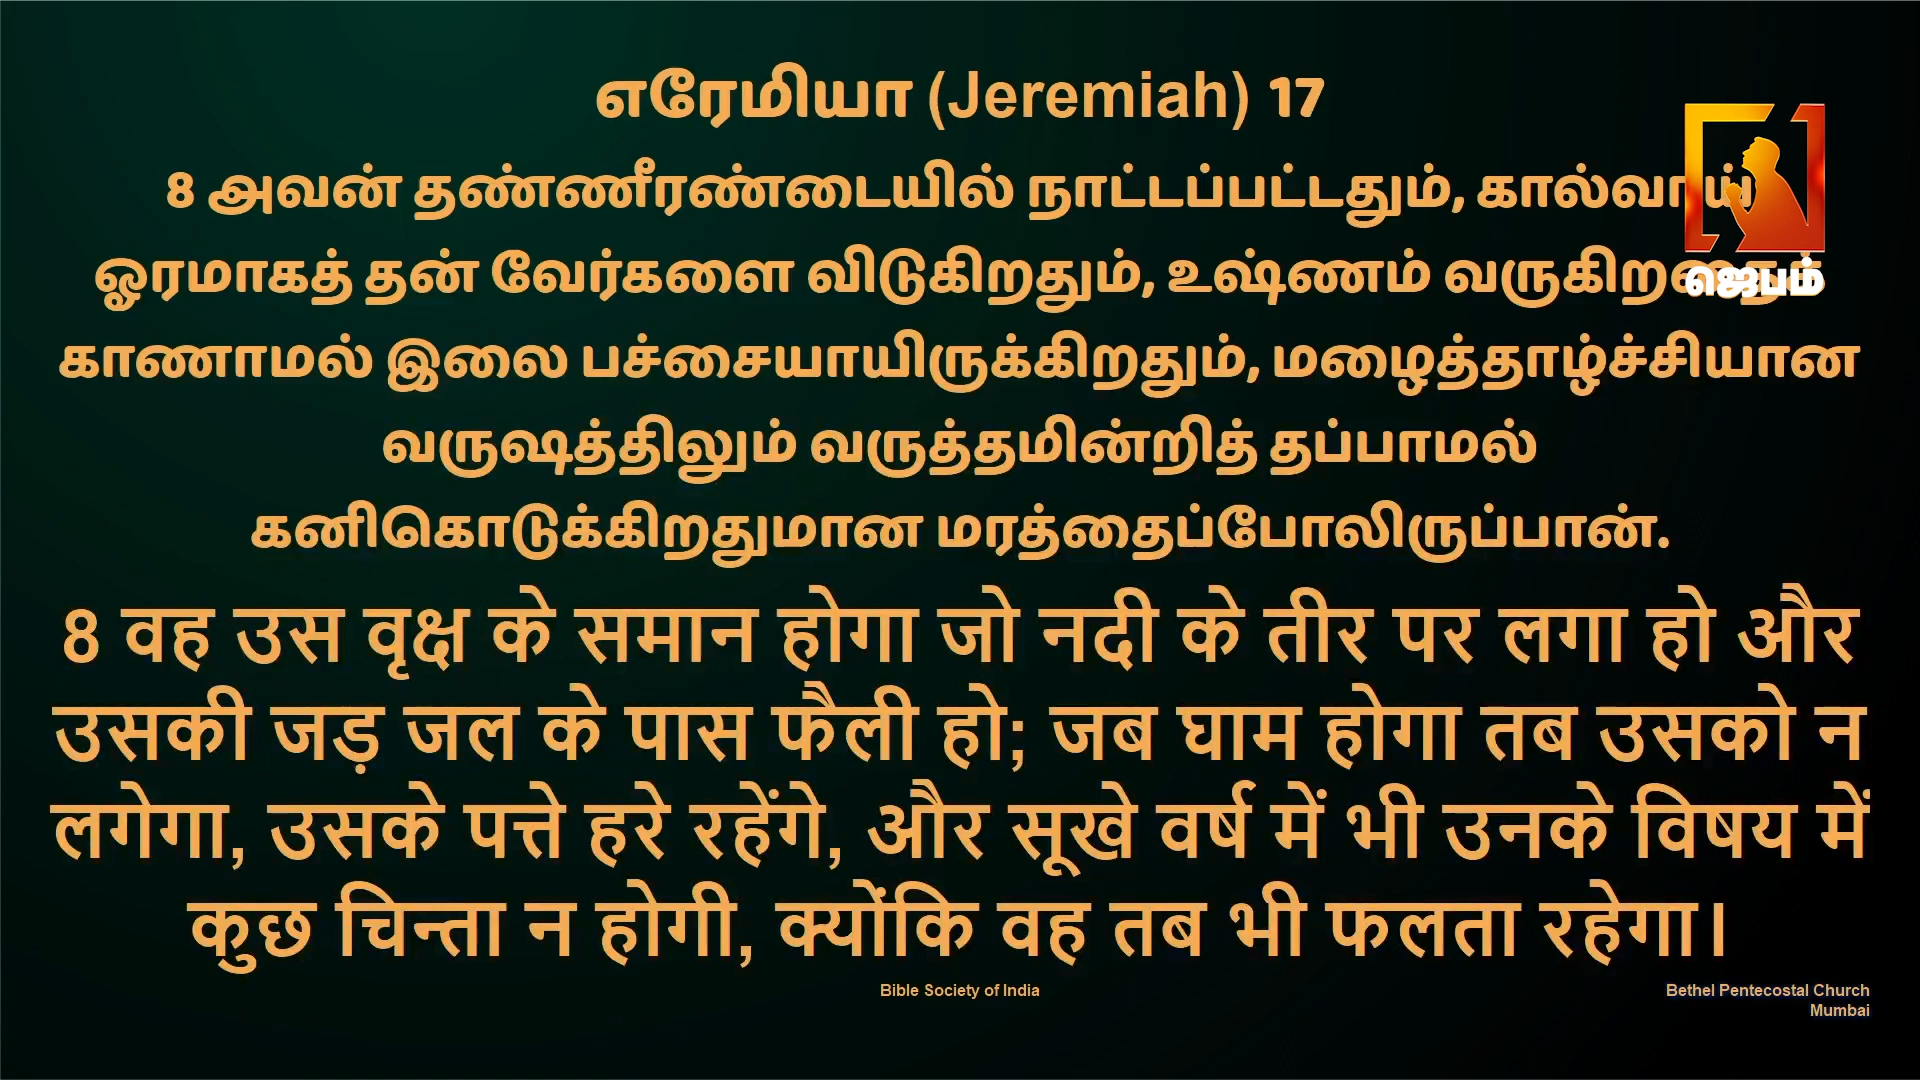 எரேமியா (Jeremiah) 17
8 அவன் தண்ணீரண்டையில் நாட்டப்பட்டதும், கால்வாய்
ஓரமாகத் தன் வேர்களை விடுகிறதும், உஷ்ணம் வருகிறதைக்
ஜெபம்
காணாமல் இலை பச்சையாயிருக்கிறதும், மழைத்தாழ்ச்சியான
வருஷத்திலும் வருத்தமின்றித் தப்பாமல்
கனிகொடுக்கிறதுமான மரத்தைப்போலிருப்பான்.
8 वह उस वृक्ष के समान होगा जो नदी के तीर पर लगा हो और
उसकी जड़ जल के पास फैली हो; जब घाम होगा तब उसको न
लगेगा, उसके पत्ते हरे रहेंगे, और सूखे वर्ष में भी उनके विषय में
कुछ चिन्ता न होगी, क्योंकि वह तब भी फलता रहेगा।
Bible Society of India
Bethel Pentecostal Church
Mumbai